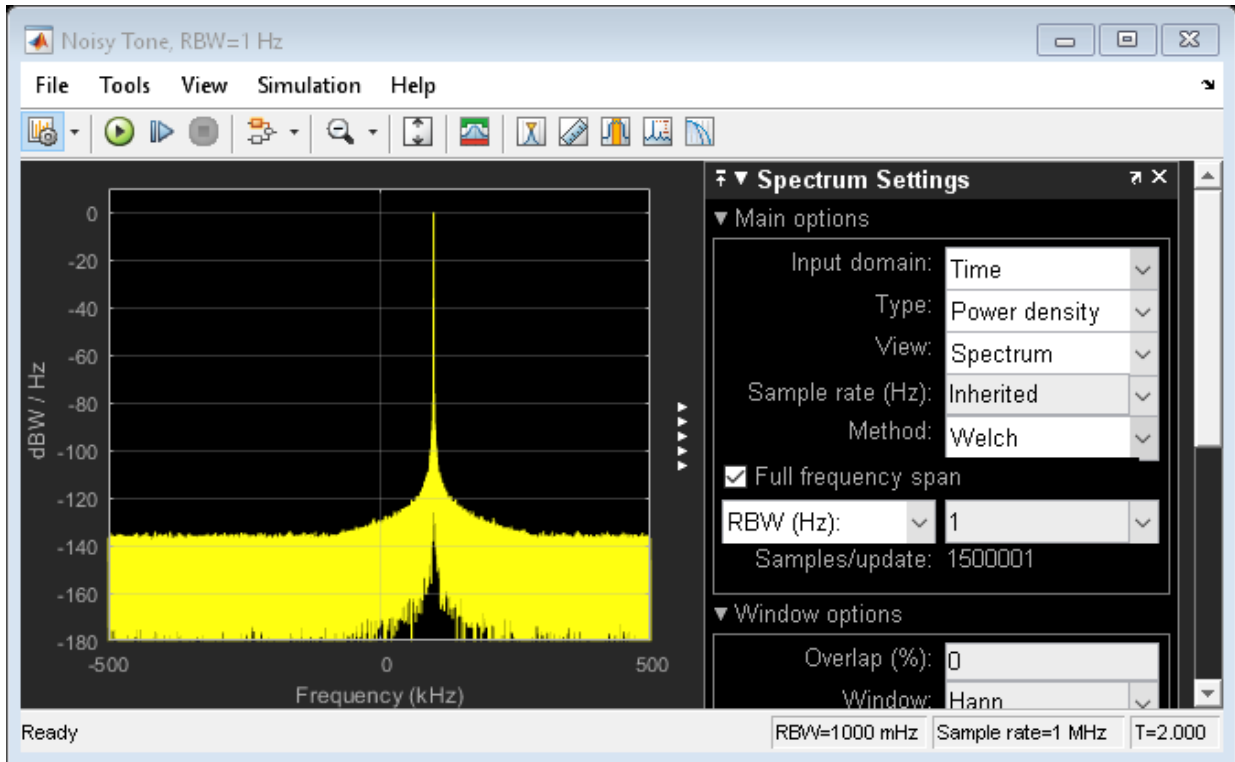 Noisy Tone, RBW=1 Hz
File Tools View Simulation Help
Spectrum Settings
Main options
Input domain: Time
Type: Power density
View: Spectrum
Sample rate (Hz): Inherited
Method: Welch
Full frequency span
RBW (Hz): 1
Samples/update: 1500001
Window options
Overlap (%): 0
Window: Hann
0
-20
-40
-60
-80
-100
-120
-140
-160
-180
dBW / Hz
-500 0 500
Frequency (kHz)
Ready RBW=1000 mHz Sample rate=1 MHz T=2.000